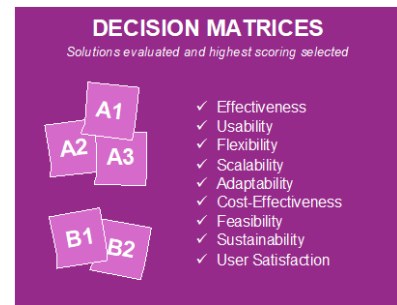 DECISION MATRICES
Solutions evaluated and highest scoring selected
A1
A2
A3
B1
B2
✓ Effectiveness
✓ Usability
✓ Flexibility
✓ Scalability
✓ Adaptability
✓ Cost-Effectiveness
✓ Feasibility
✓ Sustainability
✓ User Satisfaction